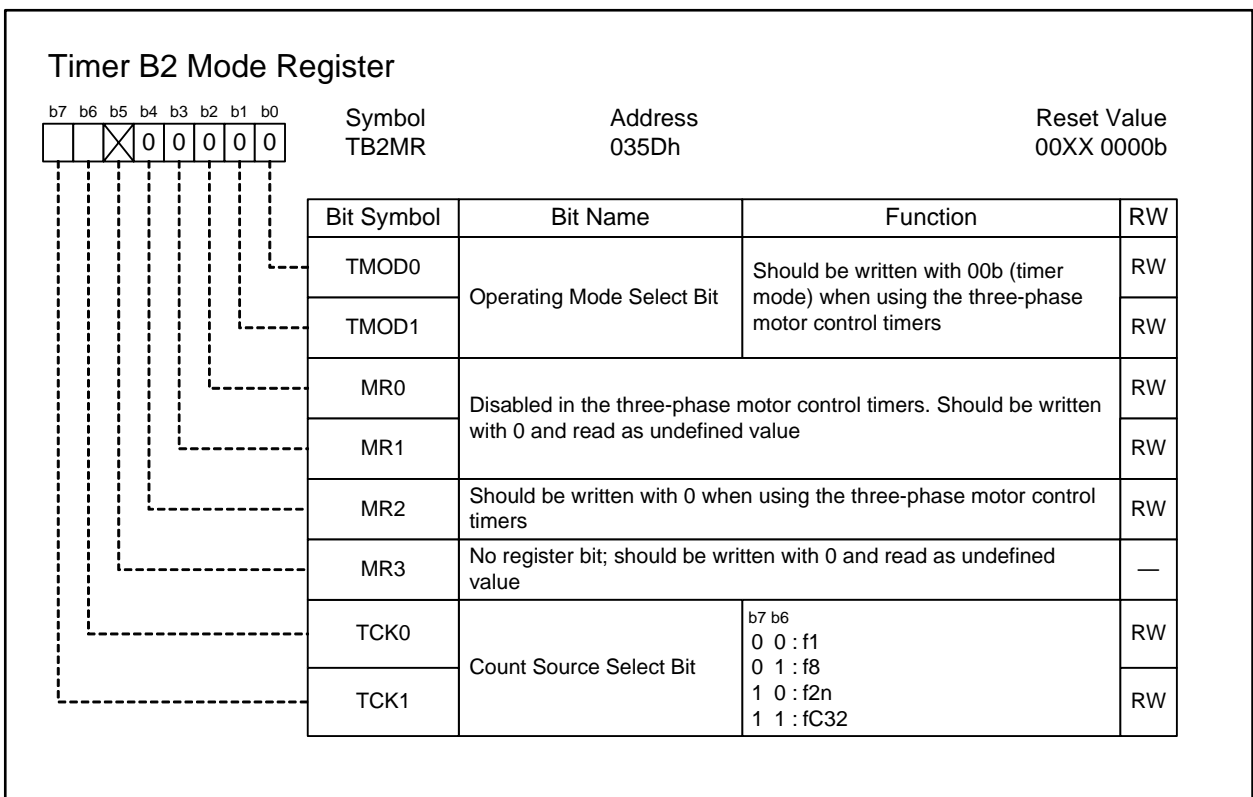 Timer B2 Mode Register
b7 b6 b5 b4 b3 b2 b1 b0
0 0 0 0 0
Symbol Address Reset Value
TB2MR 035Dh 00XX 0000b
Bit Symbol Bit Name Function RW
TMOD0 RW
Operating Mode Select Bit
Should be written with 00b (timer
mode) when using the three-phase
motor control timers
TMOD1 RW
MR0 RW
Disabled in the three-phase motor control timers. Should be written
with 0 and read as undefined value
MR1 RW
MR2 Should be written with 0 when using the three-phase motor control
timers RW
MR3 No register bit; should be written with 0 and read as undefined
value —
TCK0 RW
Count Source Select Bit
b7 b6
0 0 : f1
0 1 : f8
1 0 : f2n
1 1 : fC32
TCK1 RW